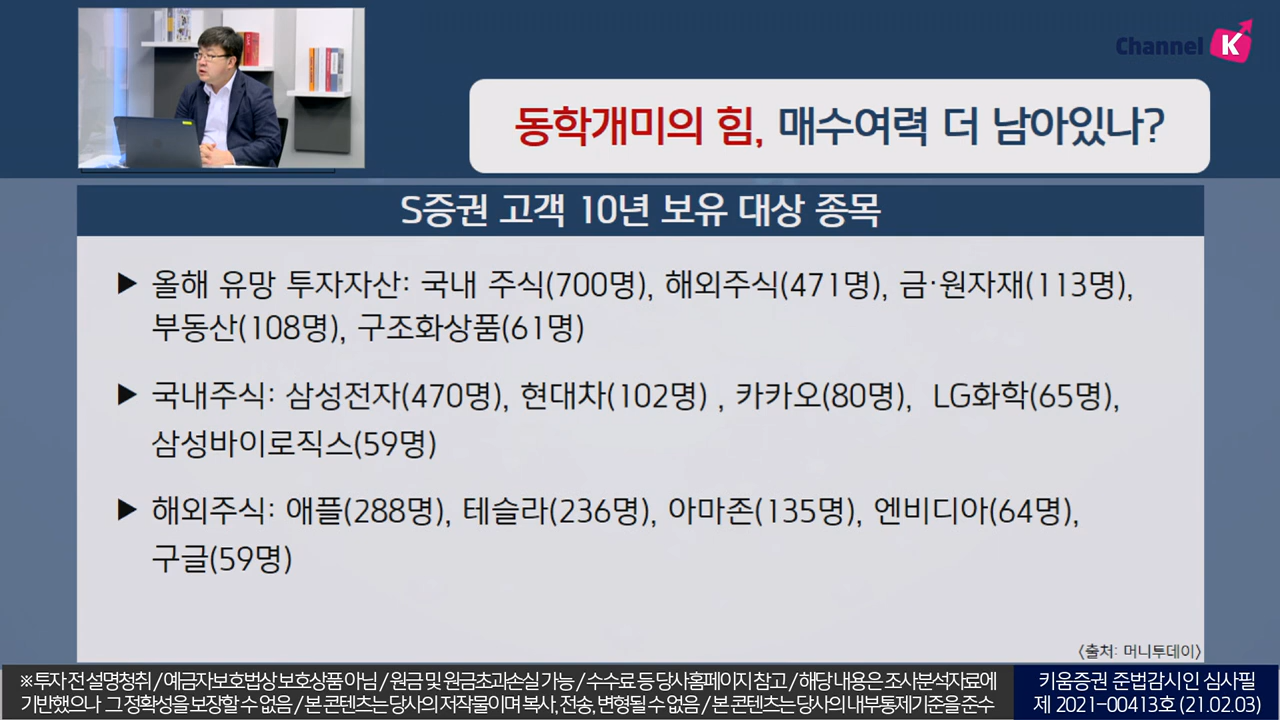 Channel K
동학개미의 힘, 매수여력 더 남아있나?
S증권 고객 10년 보유 대상 종목
▶ 올해 유망 투자자산: 국내 주식(700명), 해외주식(471명), 금·원자재(113명),
부동산(108명), 구조화상품(61명)
▶ 국내주식: 삼성전자(470명), 현대차(102명) , 카카오(80명), LG화학(65명),
삼성바이로직스(59명)
▶ 해외주식: 애플(288명), 테슬라(236명), 아마존(135명), 엔비디아(64명),
구글(59명)
<출처: 머니투데이>
※ 투자 전 설명청취 / 예금자보호법상 보호상품 아님 / 원금 및 원금초과손실 가능 / 수수료 등 당사홈페이지 참고 / 해당 내용은 조사분석자료에
기반했으나 그 정확성을 보장할 수 없음 / 본 콘텐츠는 당사의 저작물이며 복사, 전송, 변형될 수 없음 / 본 콘텐츠는 당사의 내부통제기준을 준수
키움증권 준법감시인 심사필
제 2021-00413호 (21.02.03)